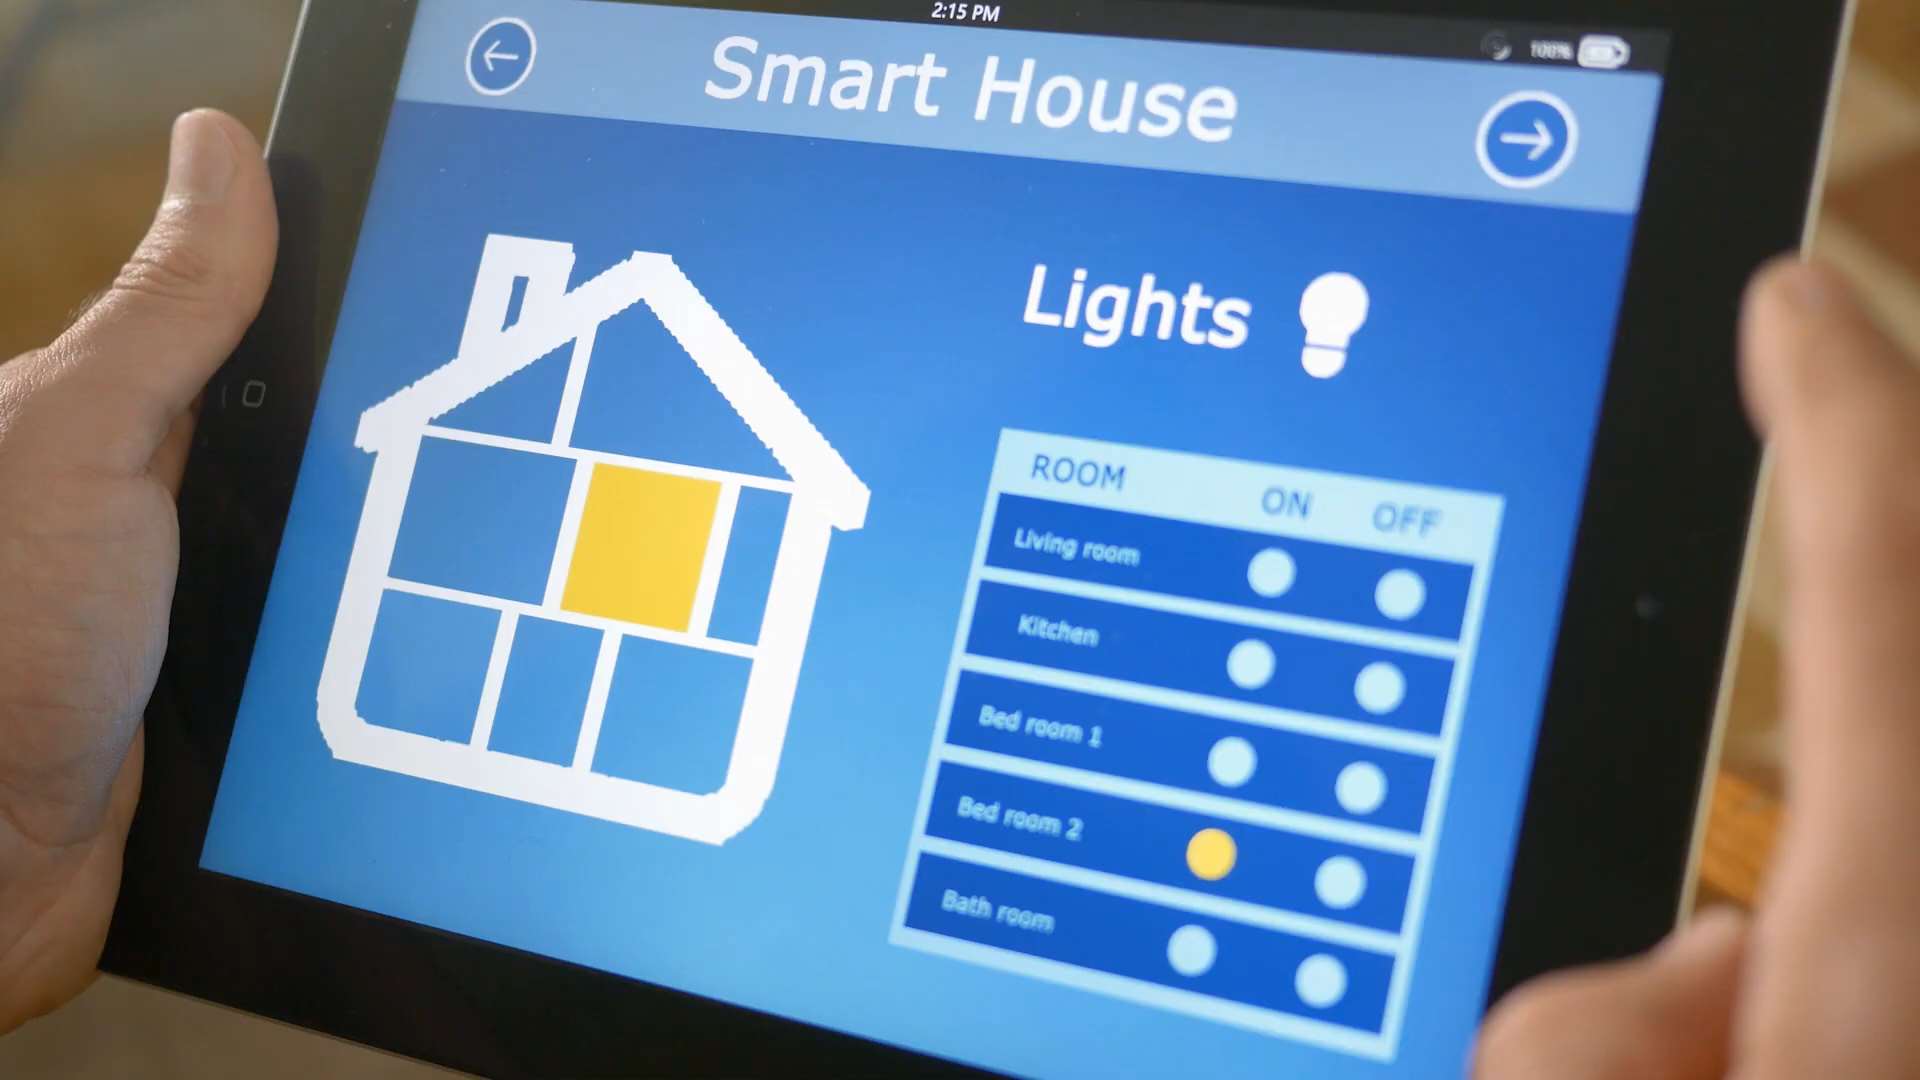 2:15 PM
100%
Smart House
Lights
ROOM ON OFF
Living room
Kitchen
Bed room 1
Bed room 2
Bath room